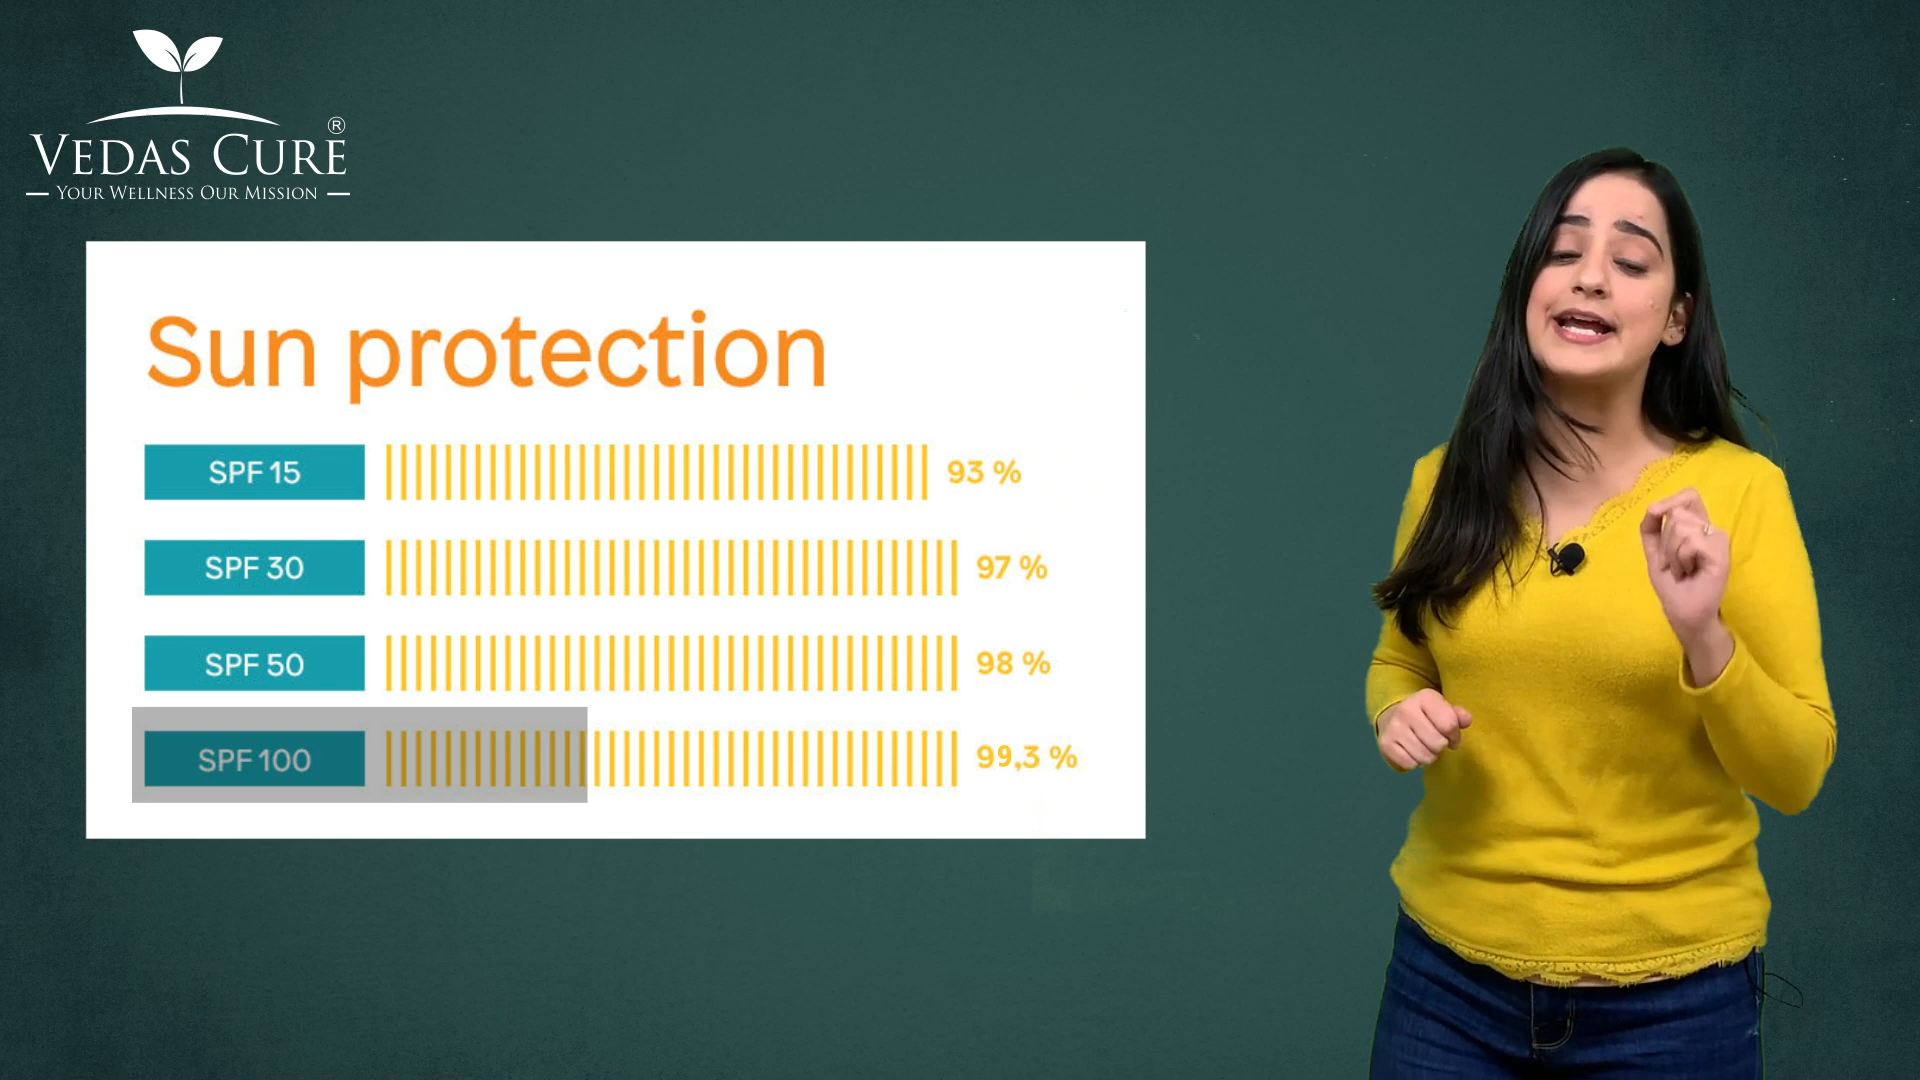 VEDAS CURE®
YOUR WELLNESS OUR MISSION
Sun protection
SPF 15 93 %
SPF 30 97 %
SPF 50 98 %
SPF 100 99,3 %